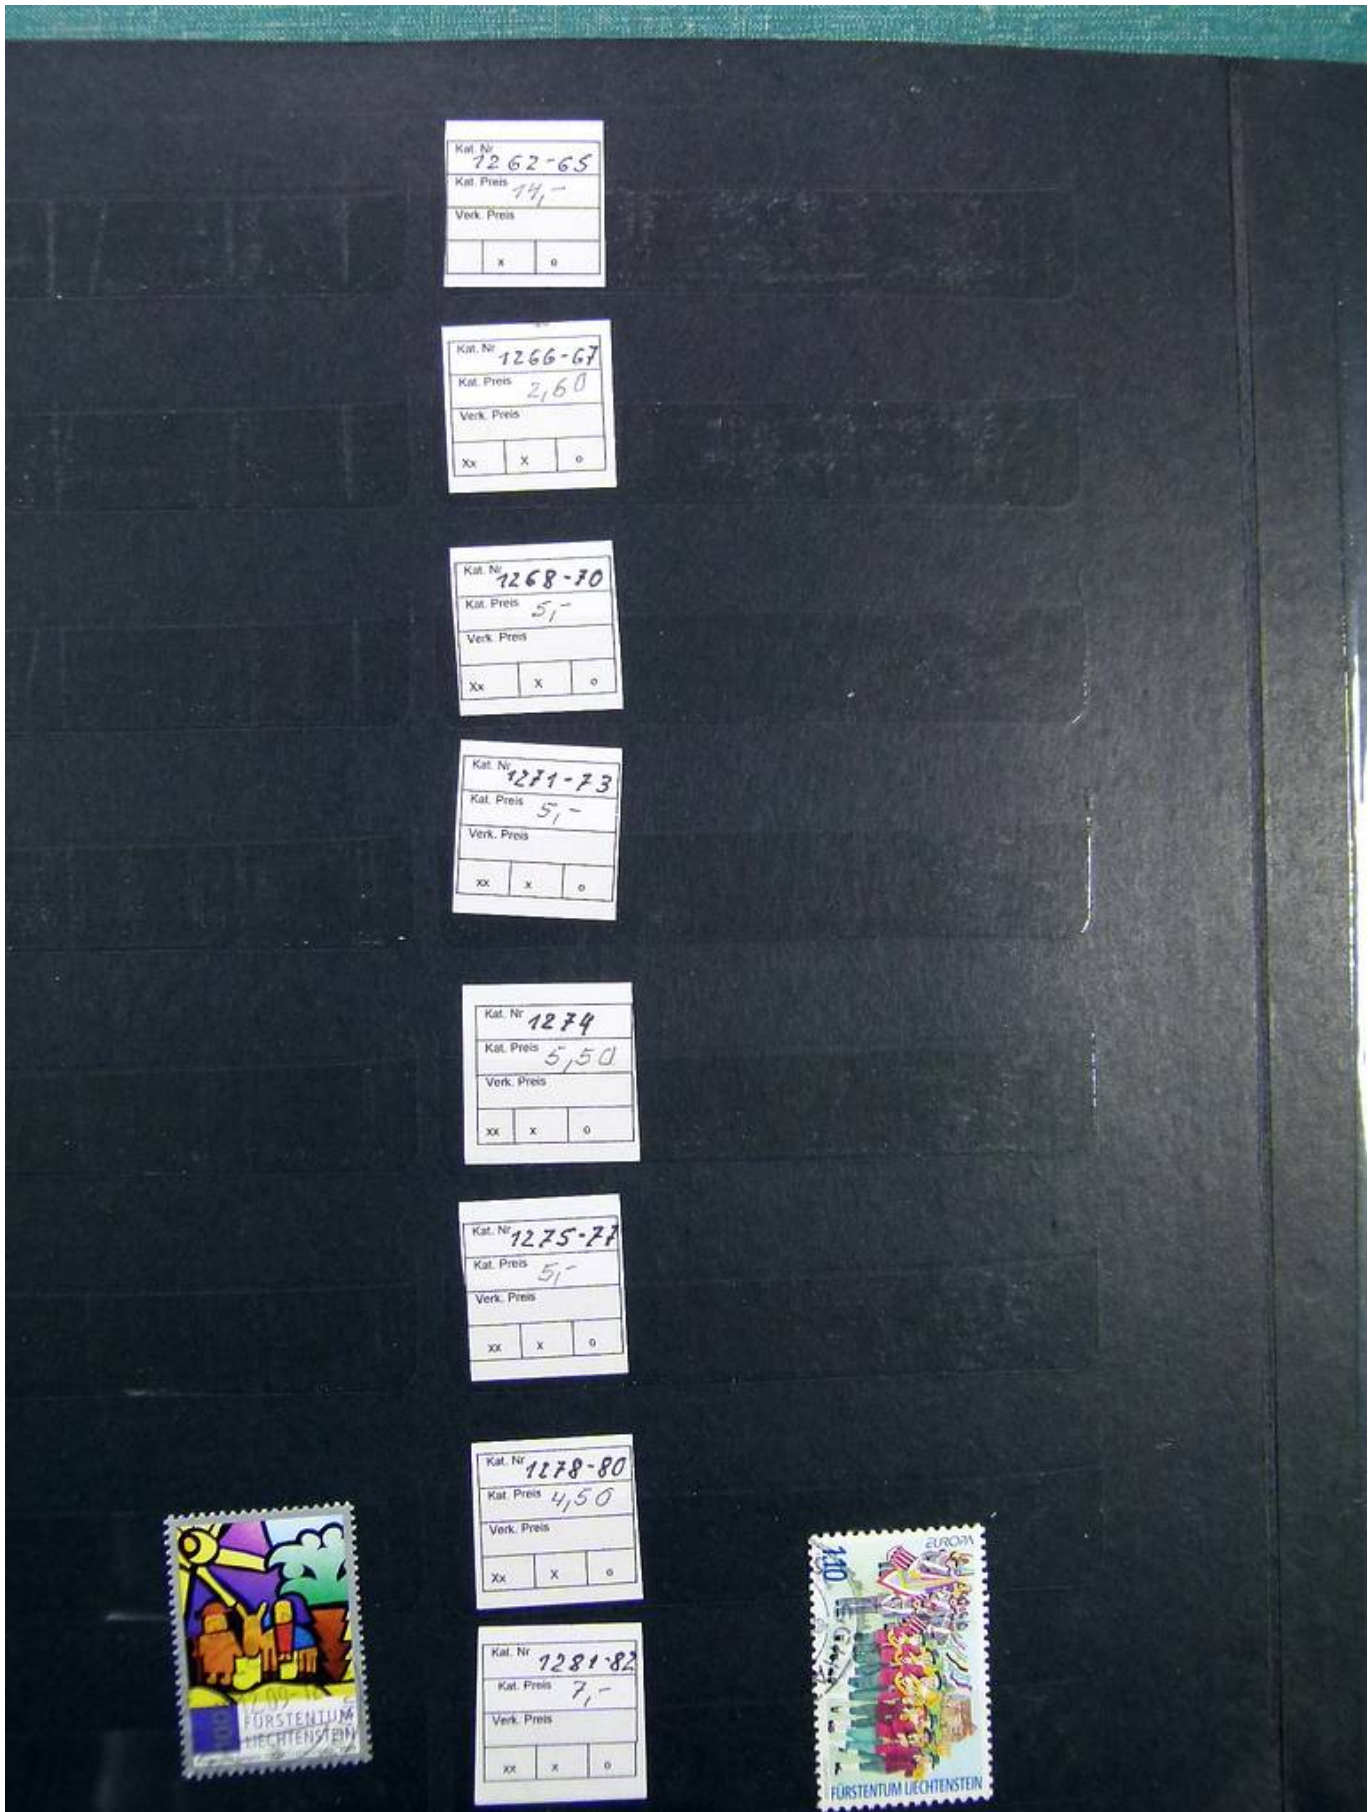 Kat. Nr 1262-65
Kat. Preis 14,-
Verk. Preis
x o
Kat. Nr 1266-67
Kat. Preis 2,60
Verk. Preis
Xx X o
Kat. Nr 1268-70
Kat. Preis 5,-
Verk. Preis
Xx X o
Kat. Nr 1271-73
Kat. Preis 5,-
Verk. Preis
xx x o
Kat. Nr 1274
Kat. Preis 5,50
Verk. Preis
xx x o
Kat. Nr 1275-77
Kat. Preis 5,-
Verk. Preis
xx x o
Kat. Nr 1278-80
Kat. Preis 4,50
Verk. Preis
Xx X o
Kat. Nr 1281-82
Kat. Preis 7,-
Verk. Preis
xx x o
100
FÜRSTENTUM
LIECHTENSTEIN
EUROPA
110
FÜRSTENTUM LIECHTENSTEIN